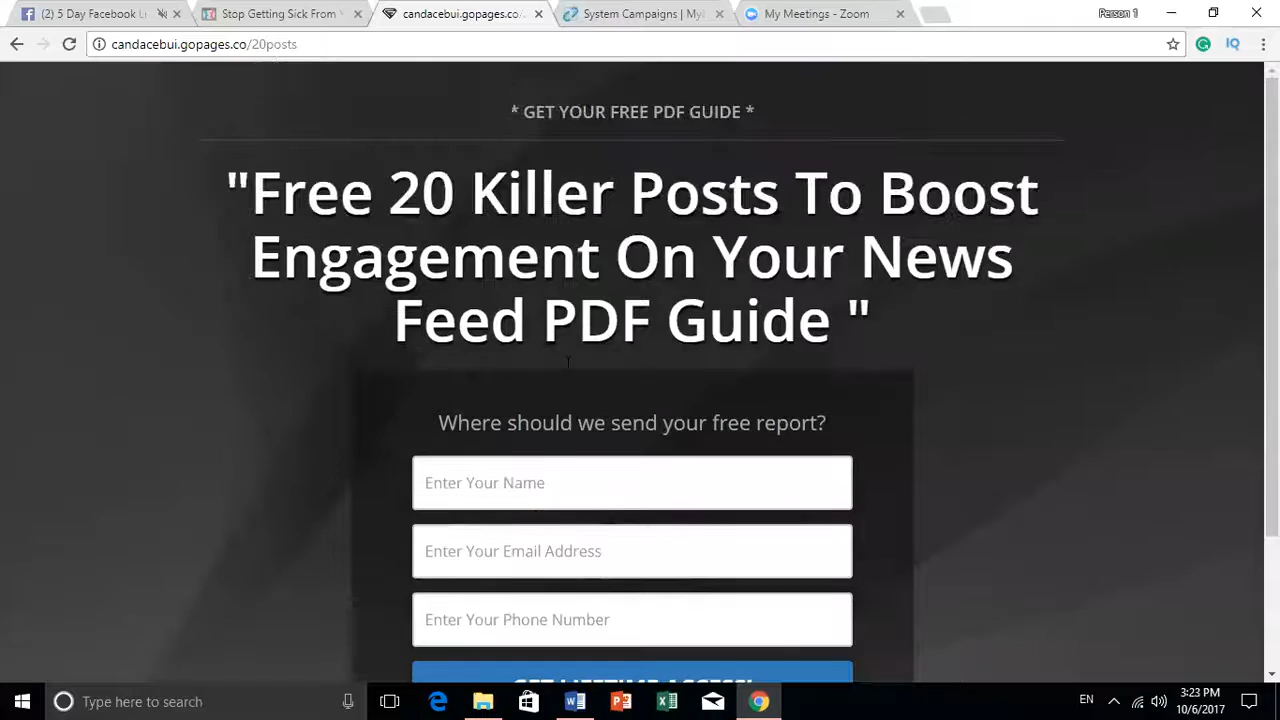 (2) 5 Day Facebook L
Stop Getting Sick From
candacebui.gopages.co/
System Campaigns | My
My Meetings - Zoom
Person 1
candacebui.gopages.co/20posts
* GET YOUR FREE PDF GUIDE *
"Free 20 Killer Posts To Boost
Engagement On Your News
Feed PDF Guide "
Where should we send your free report?
Enter Your Name
Enter Your Email Address
Enter Your Phone Number
GET LIFETIME ACCESS!
Type here to search
EN
3:23 PM
10/6/2017